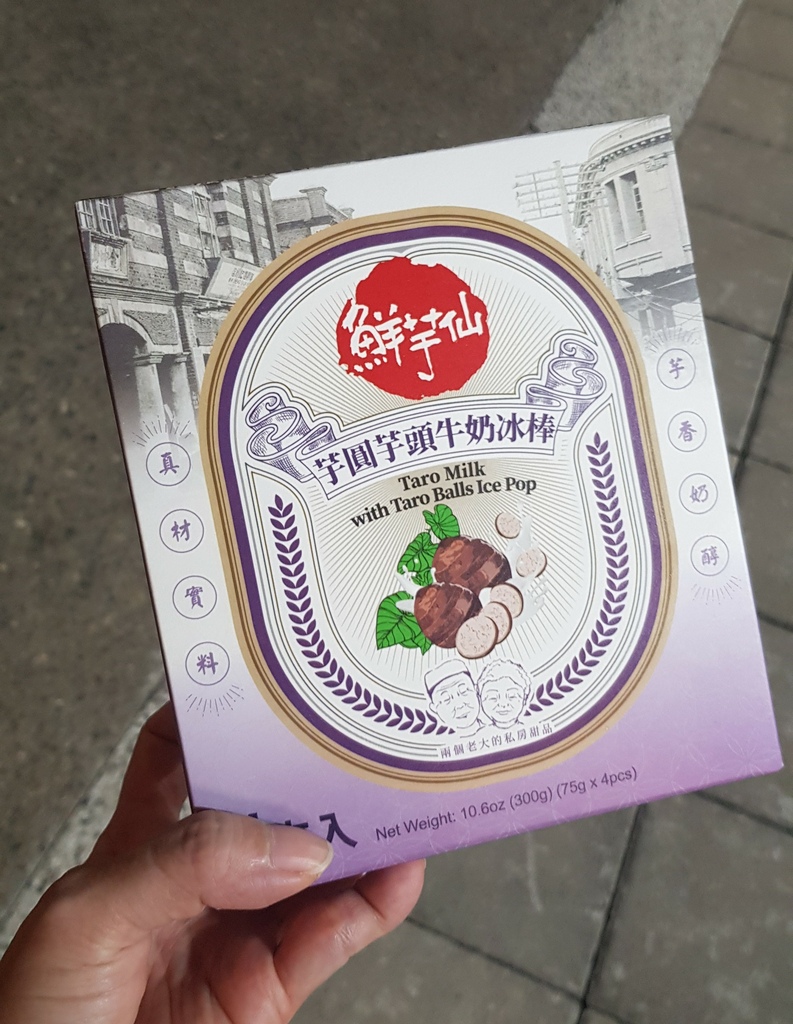 鮮芋仙
芋圓芋頭牛奶冰棒
Taro Milk
with Taro Balls Ice Pop
真材實料
芋香奶醇
兩個老大的私房甜品
入
Net Weight: 10.6oz (300g) (75g x 4pcs)